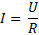 I = U/R